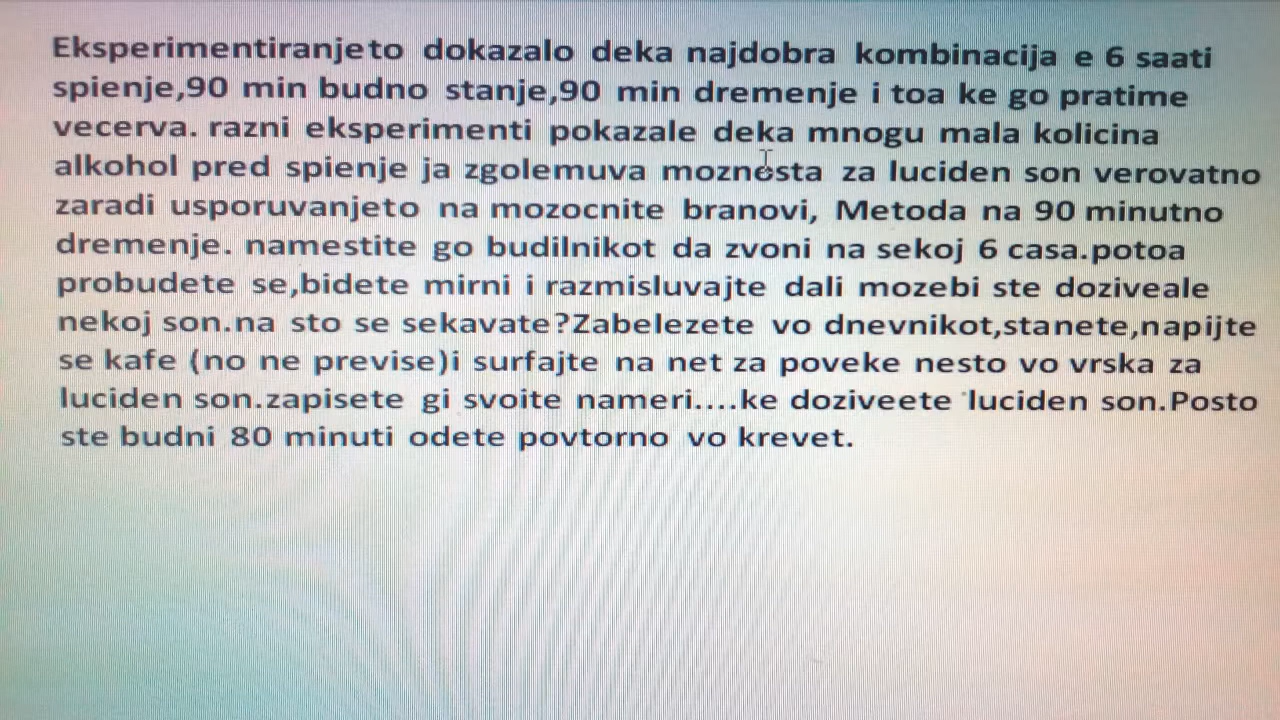 Eksperimentiranjeto dokazalo deka najdobra kombinacija e 6 saati
spienje,90 min budno stanje,90 min dremenje i toa ke go pratime
vecerva. razni eksperimenti pokazale deka mnogu mala kolicina
alkohol pred spienje ja zgolemuva moznosta za luciden son verovatno
zaradi usporuvanjeto na mozocnite branovi, Metoda na 90 minutno
dremenje. namestite go budilnikot da zvoni na sekoj 6 casa.potoa
probudete se,bidete mirni i razmisluvajte dali mozebi ste doziveale
nekoj son.na sto se sekavate?Zabelezete vo dnevnikot,stanete,napijte
se kafe (no ne previse)i surfajte na net za poveke nesto vo vrska za
luciden son.zapisete gi svoite nameri....ke doziveete luciden son.Posto
ste budni 80 minuti odete povtorno vo krevet.